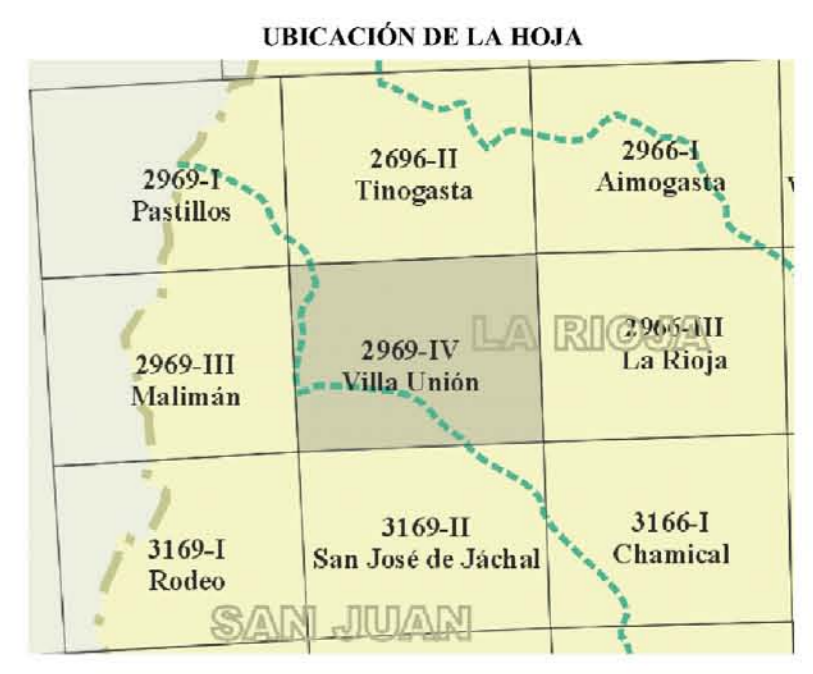 UBICACIÓN DE LA HOJA
2969-I
Pastillos
2696-II
Tinogasta
2966-I
Aimogasta
2969-III
Malimán
2969-IV
Villa Unión
LA RIOJA
2966-III
La Rioja
3169-I
Rodeo
3169-II
San José de Jáchal
3166-I
Chamical
SAN JUAN